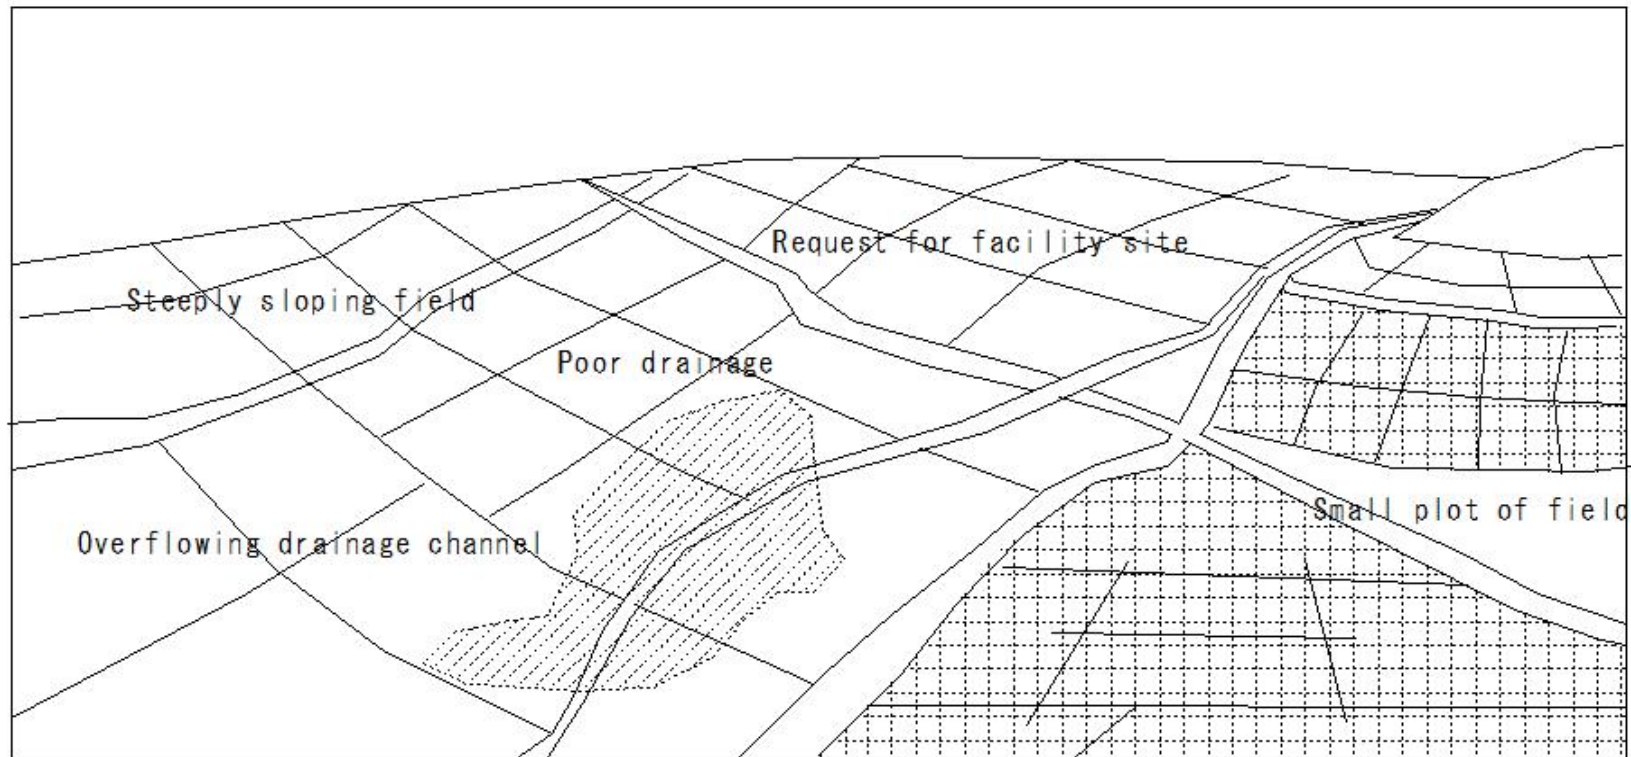 Request for facility site
Steeply sloping field
Poor drainage
Small plot of field
Overflowing drainage channel